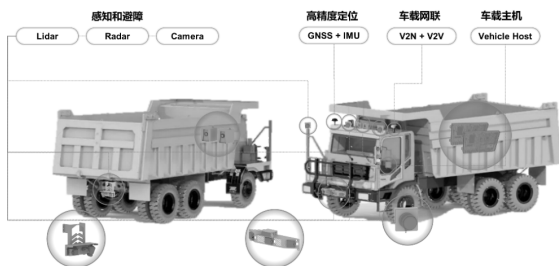 感知和避障
高精度定位
车载网联
车载主机
Lidar
Radar
Camera
GNSS + IMU
V2N + V2V
Vehicle Host